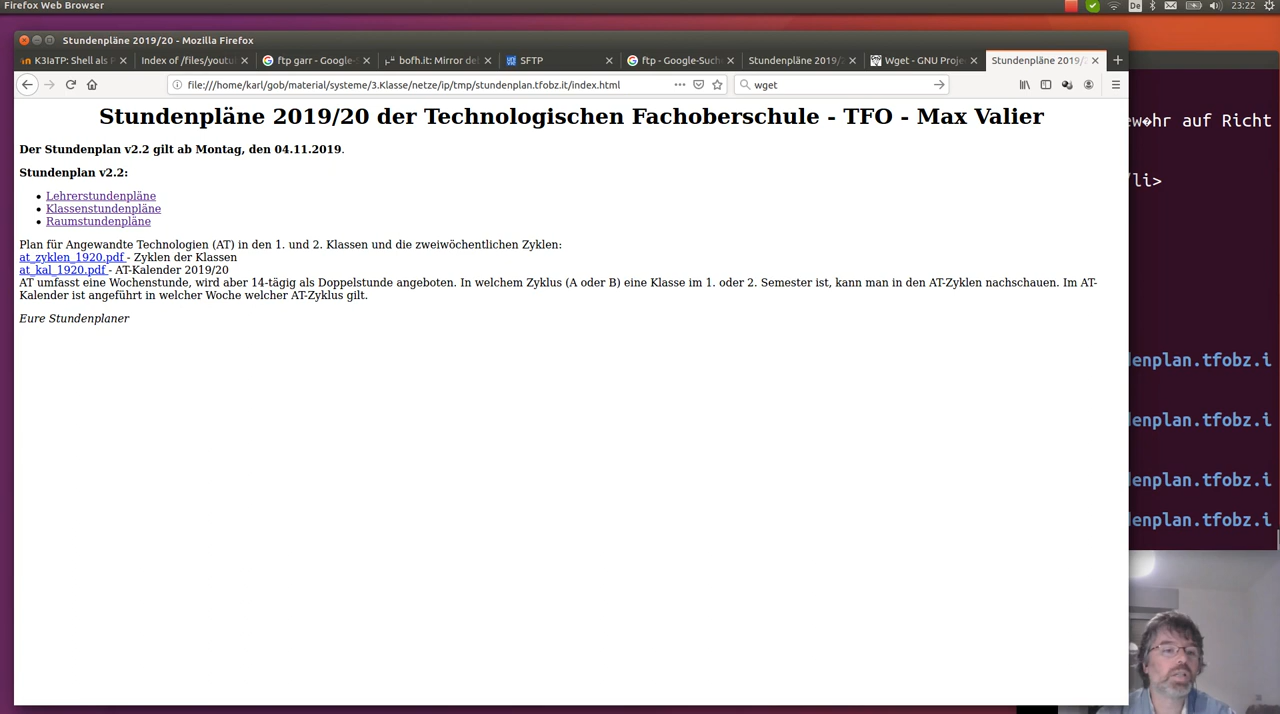 Firefox Web Browser
De
23:22
Stundenpläne 2019/20 - Mozilla Firefox
K3IaTP: Shell als F
Index of /files/youtu
ftp garr - Google-S
bofh.it: Mirror de
SFTP
ftp - Google-Such
Stundenpläne 2019/
Wget - GNU Proje
Stundenpläne 2019/
file:///home/karl/gob/material/systeme/3.Klasse/netze/ip/tmp/stundenplan.tfobz.it/index.html
wget
Stundenpläne 2019/20 der Technologischen Fachoberschule - TFO - Max Valier
Der Stundenplan v2.2 gilt ab Montag, den 04.11.2019.
Stundenplan v2.2:
Lehrerstundenpläne
Klassenstundenpläne
Raumstundenpläne
Plan für Angewandte Technologien (AT) in den 1. und 2. Klassen und die zweiwöchentlichen Zyklen:
at_zyklen_1920.pdf - Zyklen der Klassen
at_kal_1920.pdf - AT-Kalender 2019/20
AT umfasst eine Wochenstunde, wird aber 14-tägig als Doppelstunde angeboten. In welchem Zyklus (A oder B) eine Klasse im 1. oder 2. Semester ist, kann man in den AT-Zyklen nachschauen. Im AT-
Kalender ist angeführt in welcher Woche welcher AT-Zyklus gilt.
Eure Stundenplaner
ew�hr auf Richt
/li>
denplan.tfobz.i
denplan.tfobz.i
denplan.tfobz.i
denplan.tfobz.i